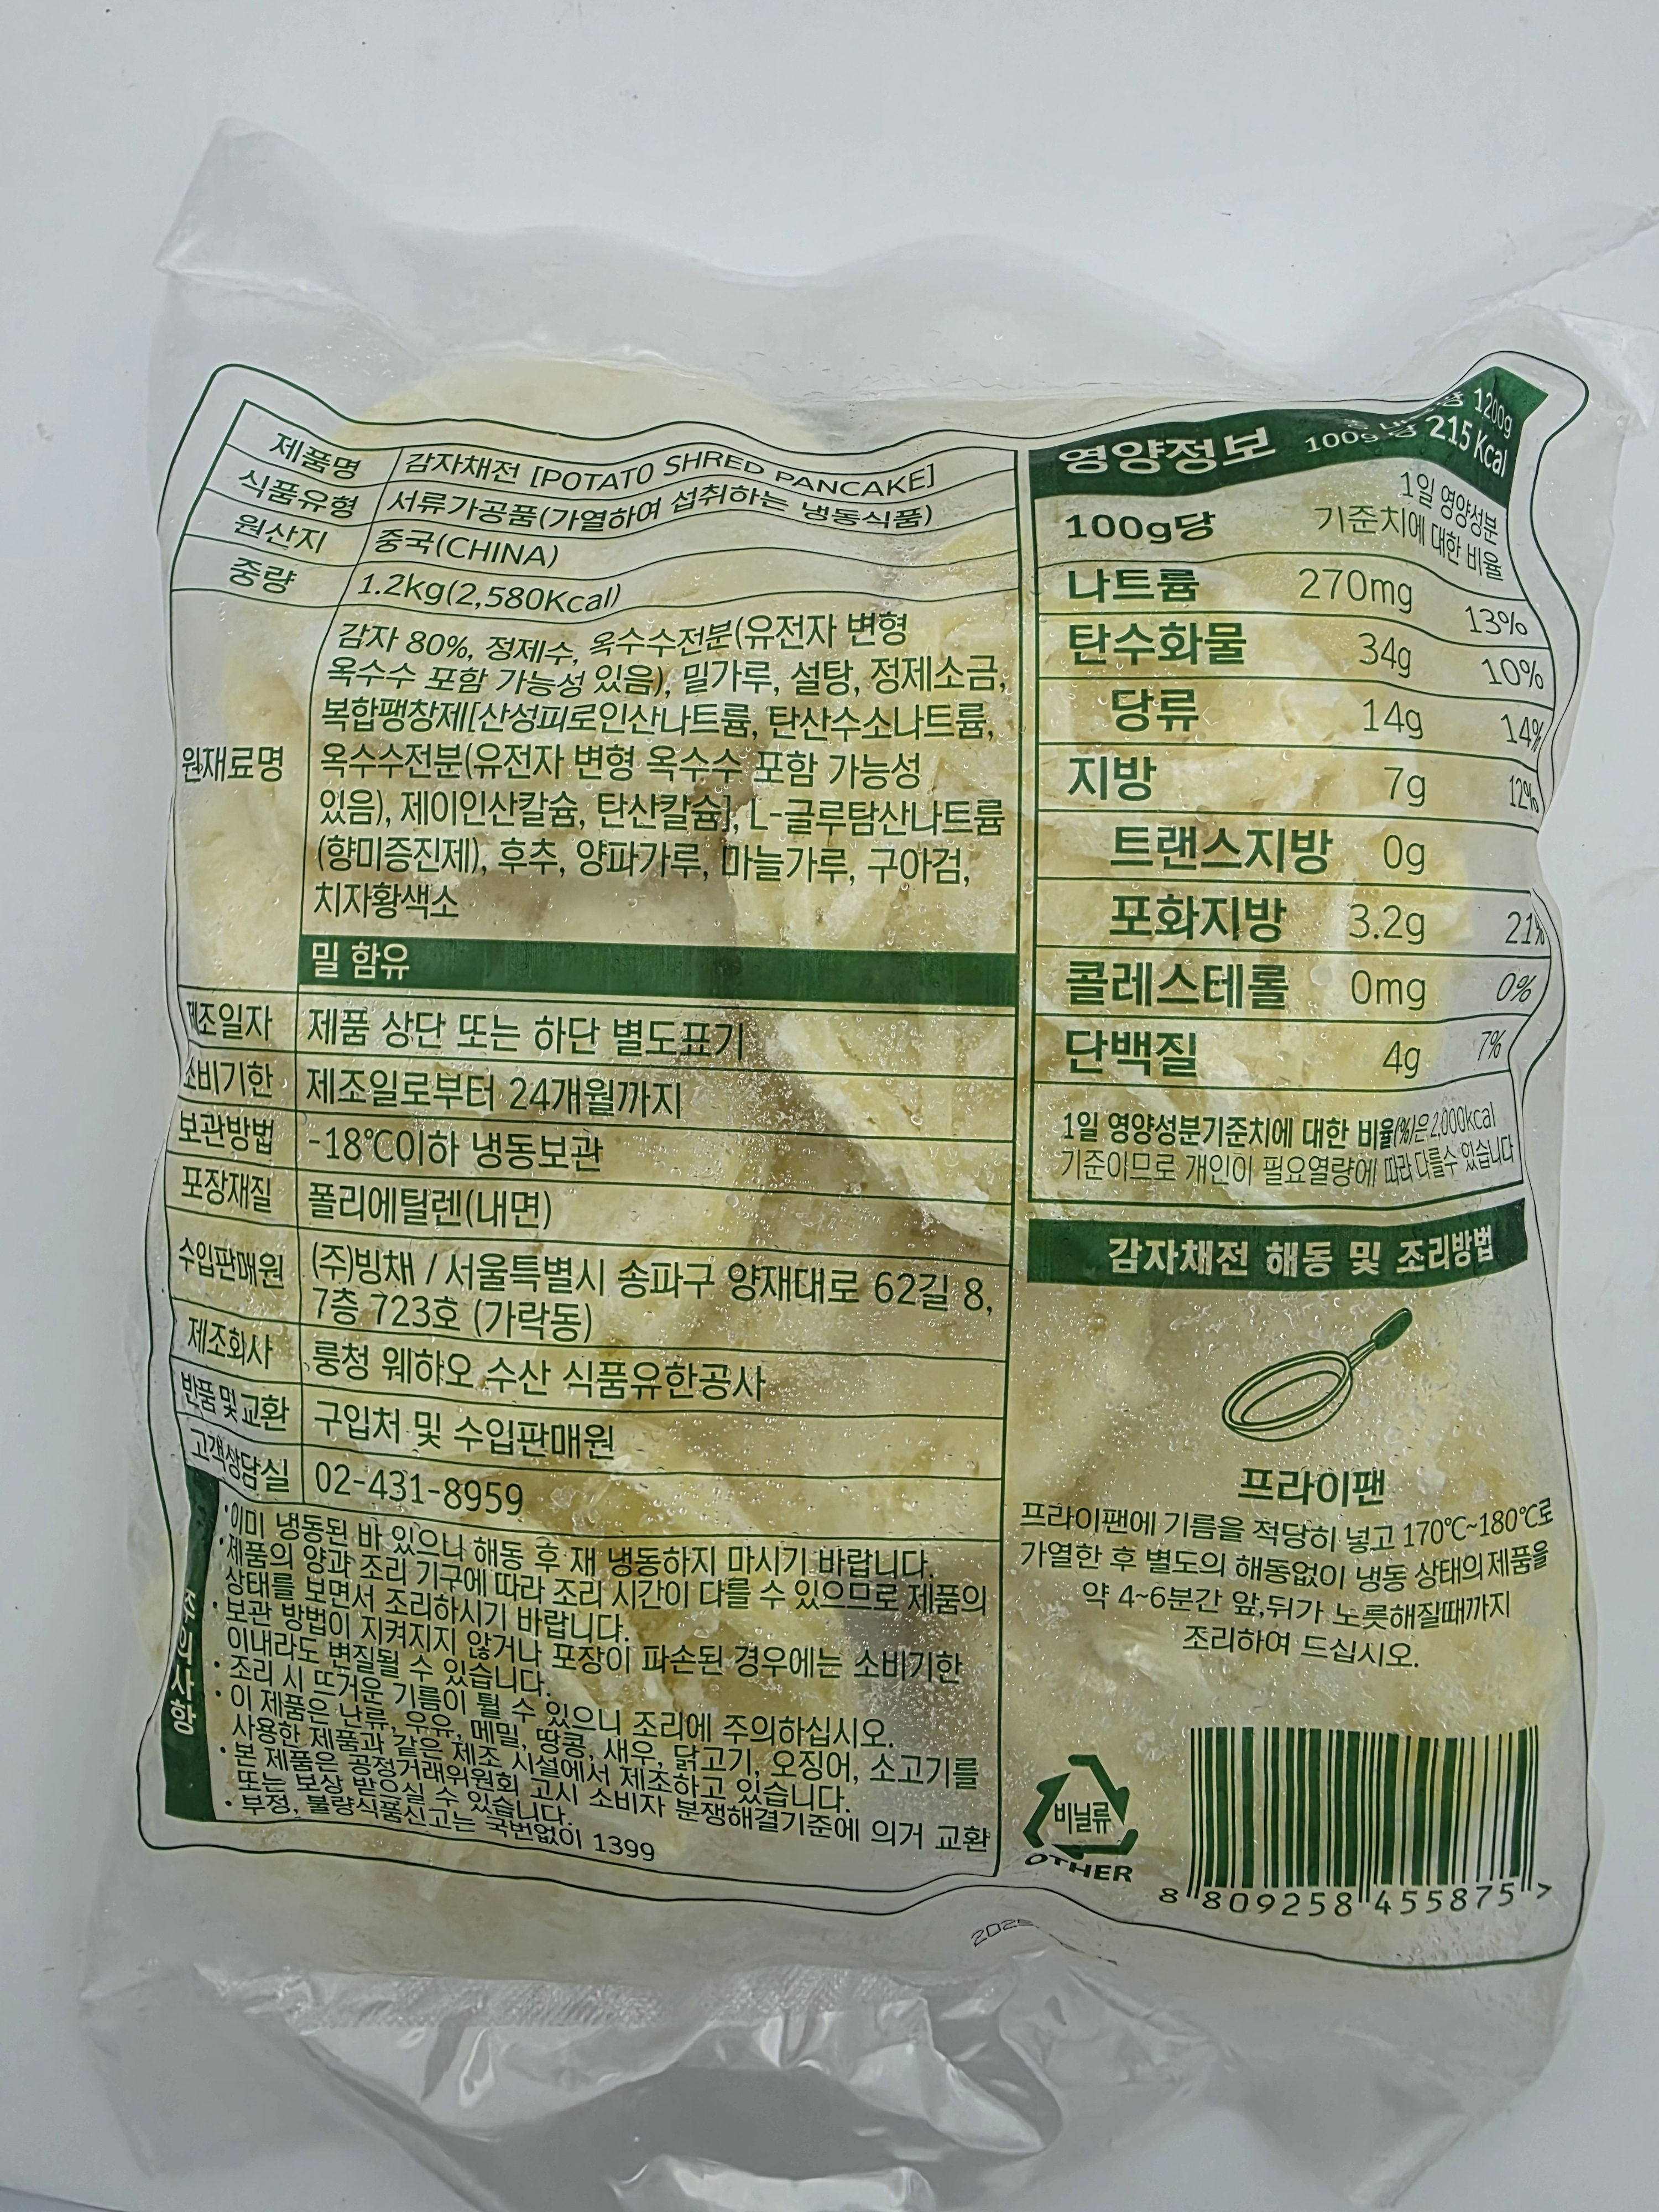 제품명 감자채전 [POTATO SHRED PANCAKE]
식품유형 서류가공품(가열하여 섭취하는 냉동식품)
원산지 중국(CHINA)
중량 1.2kg(2,580Kcal)
원재료명
감자 80%, 정제수, 옥수수전분(유전자 변형
옥수수 포함 가능성 있음), 밀가루, 설탕, 정제소금,
복합팽창제[산성피로인산나트륨, 탄산수소나트륨,
옥수수전분(유전자 변형 옥수수 포함 가능성
있음), 제이인산칼슘, 탄산칼슘], L-글루탐산나트륨
(향미증진제), 후추, 양파가루, 마늘가루, 구아검,
치자황색소
밀 함유
제조일자 제품 상단 또는 하단 별도표기
소비기한 제조일로부터 24개월까지
보관방법 -18℃이하 냉동보관
포장재질 폴리에틸렌(내면)
수입판매원 (주)빙채 / 서울특별시 송파구 양재대로 62길 8,
7층 723호 (가락동)
제조회사 룽청 웨하오 수산 식품유한공사
반품 및 교환 구입처 및 수입판매원
고객상담실 02-431-8959
주의사항
•이미 냉동된 바 있으니 해동 후 재 냉동하지 마시기 바랍니다.
•제품의 양과 조리 기구에 따라 조리 시간이 다를 수 있으므로 제품의
상태를 보면서 조리하시기 바랍니다.
•보관 방법이 지켜지지 않거나 포장이 파손된 경우에는 소비기한
이내라도 변질될 수 있습니다.
•조리 시 뜨거운 기름이 튈 수 있으니 조리에 주의하십시오.
•이 제품은 난류, 우유, 메밀, 땅콩, 새우, 닭고기, 오징어, 소고기를
사용한 제품과 같은 제조 시설에서 제조하고 있습니다.
•본 제품은 공정거래위원회 고시 소비자 분쟁해결기준에 의거 교환
또는 보상 받으실 수 있습니다.
•부정, 불량식품신고는 국번없이 1399
영양정보
1200g
100g 당 215 Kcal
100g당
1일 영양성분
기준치에 대한 비율
나트륨 270mg 13%
탄수화물 34g 10%
당류 14g 14%
지방 7g 12%
트랜스지방 0g
포화지방 3.2g 21%
콜레스테롤 0mg 0%
단백질 4g 7%
1일 영양성분기준치에 대한 비율(%)은 2,000kcal
기준이므로 개인이 필요열량에 따라 다를수 있습니다
감자채전 해동 및 조리방법
프라이팬
프라이팬에 기름을 적당히 넣고 170℃~180℃로
가열한 후 별도의 해동없이 냉동 상태의 제품을
약 4~6분간 앞,뒤가 노릇해질때까지
조리하여 드십시오.
비닐류
OTHER
8 809258 455875 >